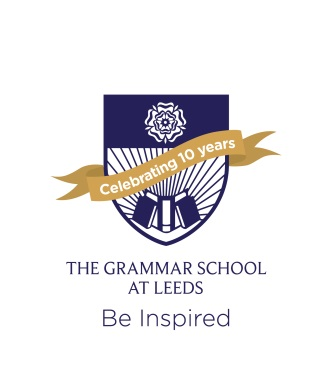 Celebrating 10 years
THE GRAMMAR SCHOOL
AT LEEDS
Be Inspired